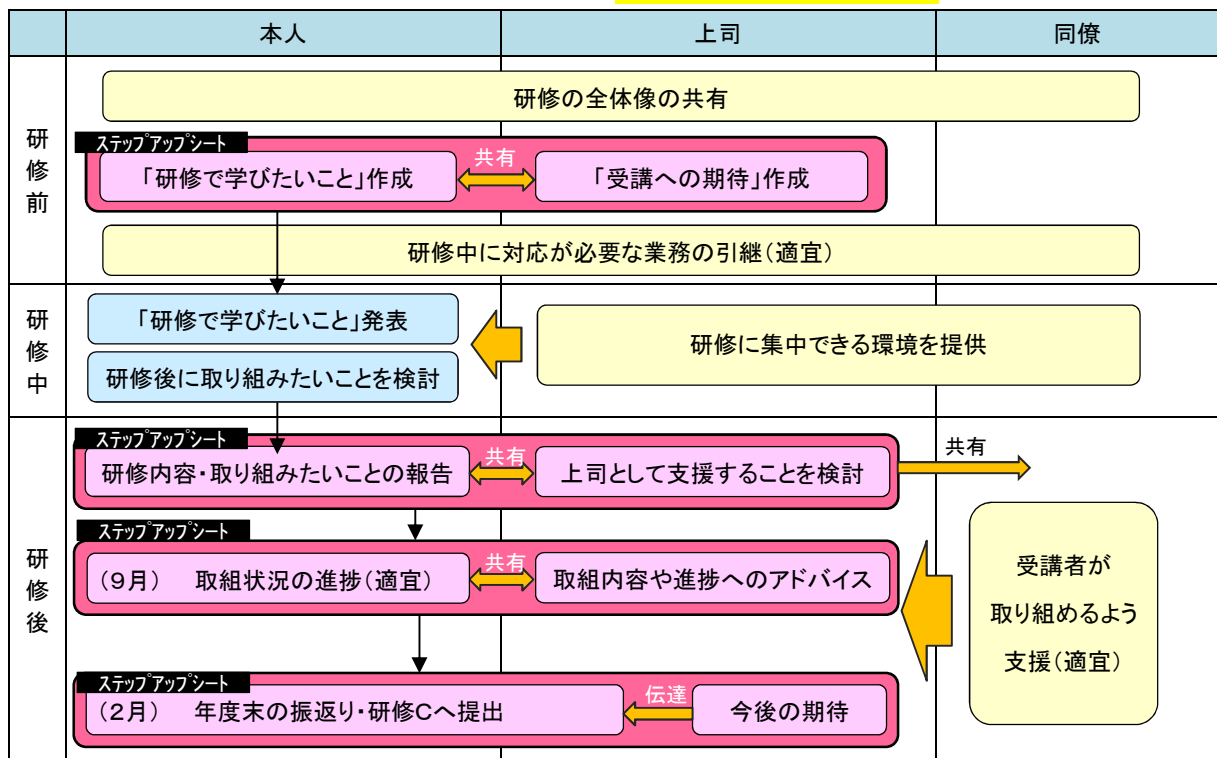 本人
上司
同僚
研修前
研修の全体像の共有
ステップアップシート
「研修で学びたいこと」作成
共有
「受講への期待」作成
研修中に対応が必要な業務の引継(適宜)
研修中
「研修で学びたいこと」発表
研修に集中できる環境を提供
研修後に取り組みたいことを検討
研修後
ステップアップシート
研修内容・取り組みたいことの報告
共有
上司として支援することを検討
共有
ステップアップシート
(9月) 取組状況の進捗(適宜)
共有
取組内容や進捗へのアドバイス
受講者が
取り組めるよう
支援(適宜)
ステップアップシート
(2月) 年度末の振返り・研修Cへ提出
伝達
今後の期待